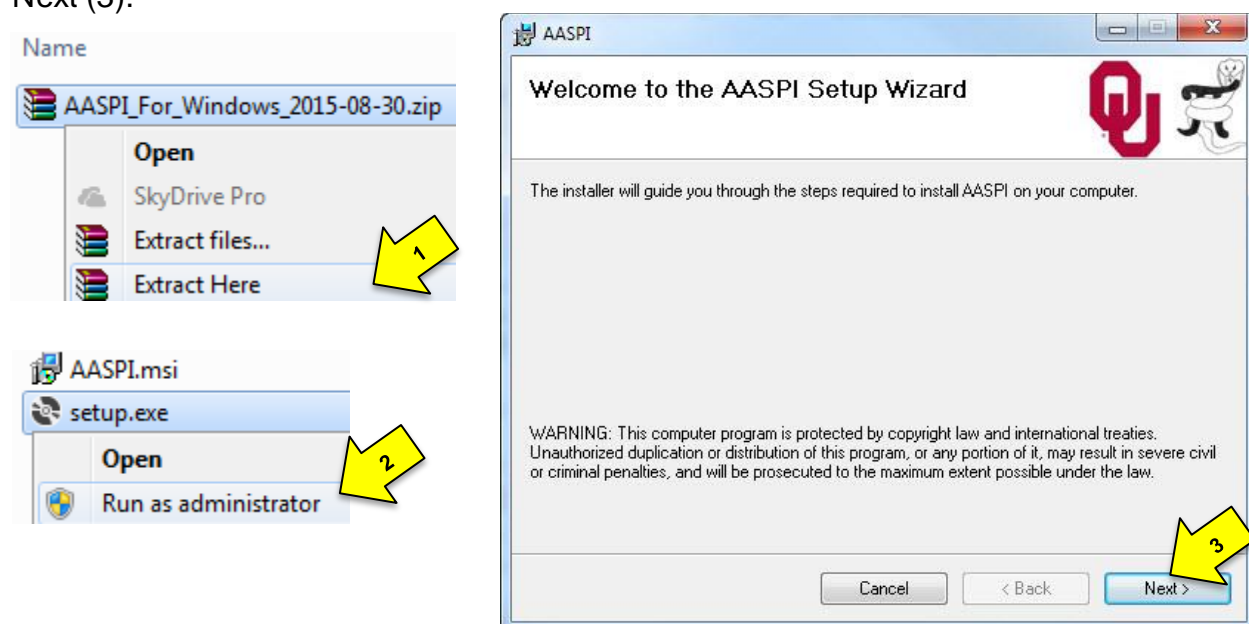 Next (3).
Name
AASPI_For_Windows_2015-08-30.zip
Open
SkyDrive Pro
Extract files...
Extract Here
1
AASPI.msi
setup.exe
Open
Run as administrator
2
AASPI
Welcome to the AASPI Setup Wizard
OU
The installer will guide you through the steps required to install AASPI on your computer.
WARNING: This computer program is protected by copyright law and international treaties.
Unauthorized duplication or distribution of this program, or any portion of it, may result in severe civil
or criminal penalties, and will be prosecuted to the maximum extent possible under the law.
Cancel
< Back
Next >
3